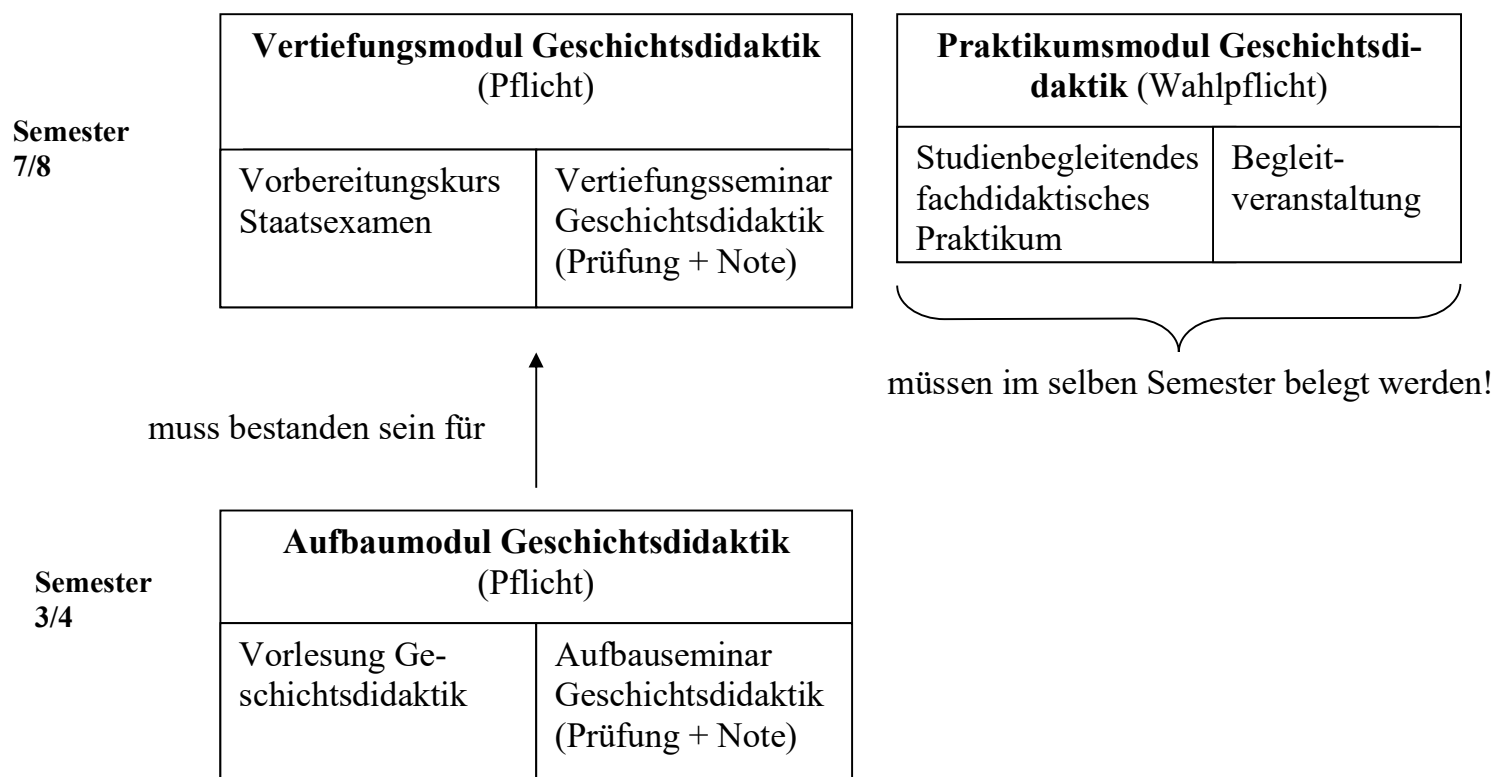 Vertiefungsmodul Geschichtsdidaktik
(Pflicht)
Praktikumsmodul Geschichtsdi-
daktik (Wahlpflicht)
Semester
7/8
Vorbereitungskurs
Staatsexamen
Vertiefungsseminar
Geschichtsdidaktik
(Prüfung + Note)
Studienbegleitendes
fachdidaktisches
Praktikum
Begleit-
veranstaltung
müssen im selben Semester belegt werden!
muss bestanden sein für
Aufbaumodul Geschichtsdidaktik
(Pflicht)
Semester
3/4
Vorlesung Ge-
schichtsdidaktik
Aufbauseminar
Geschichtsdidaktik
(Prüfung + Note)